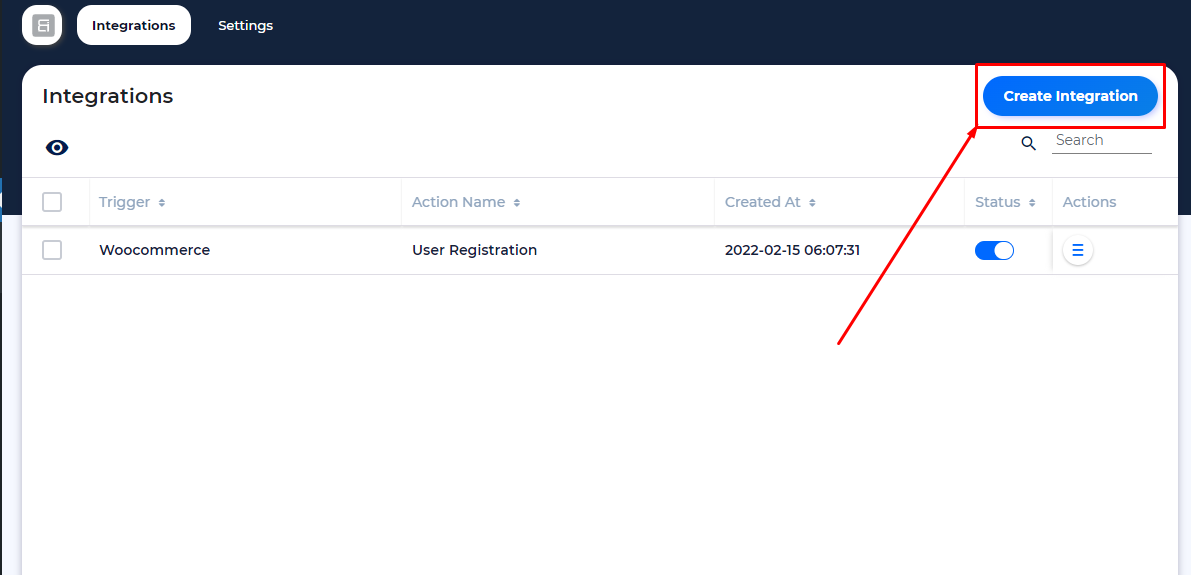 Integrations
Settings
Integrations
Create Integration
Search
Trigger
Action Name
Created At
Status
Actions
Woocommerce
User Registration
2022-02-15 06:07:31